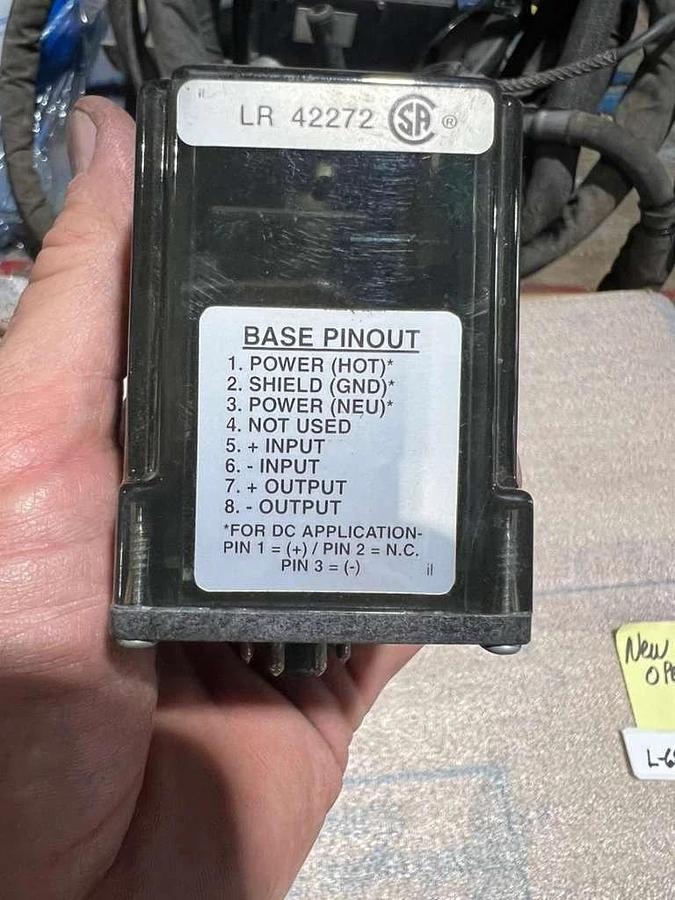 LR 42272 SA ®
BASE PINOUT
1. POWER (HOT)*
2. SHIELD (GND)*
3. POWER (NEU)*
4. NOT USED
5. + INPUT
6. - INPUT
7. + OUTPUT
8. - OUTPUT
*FOR DC APPLICATION-
PIN 1 = (+) / PIN 2 = N.C.
PIN 3 = (-)
New